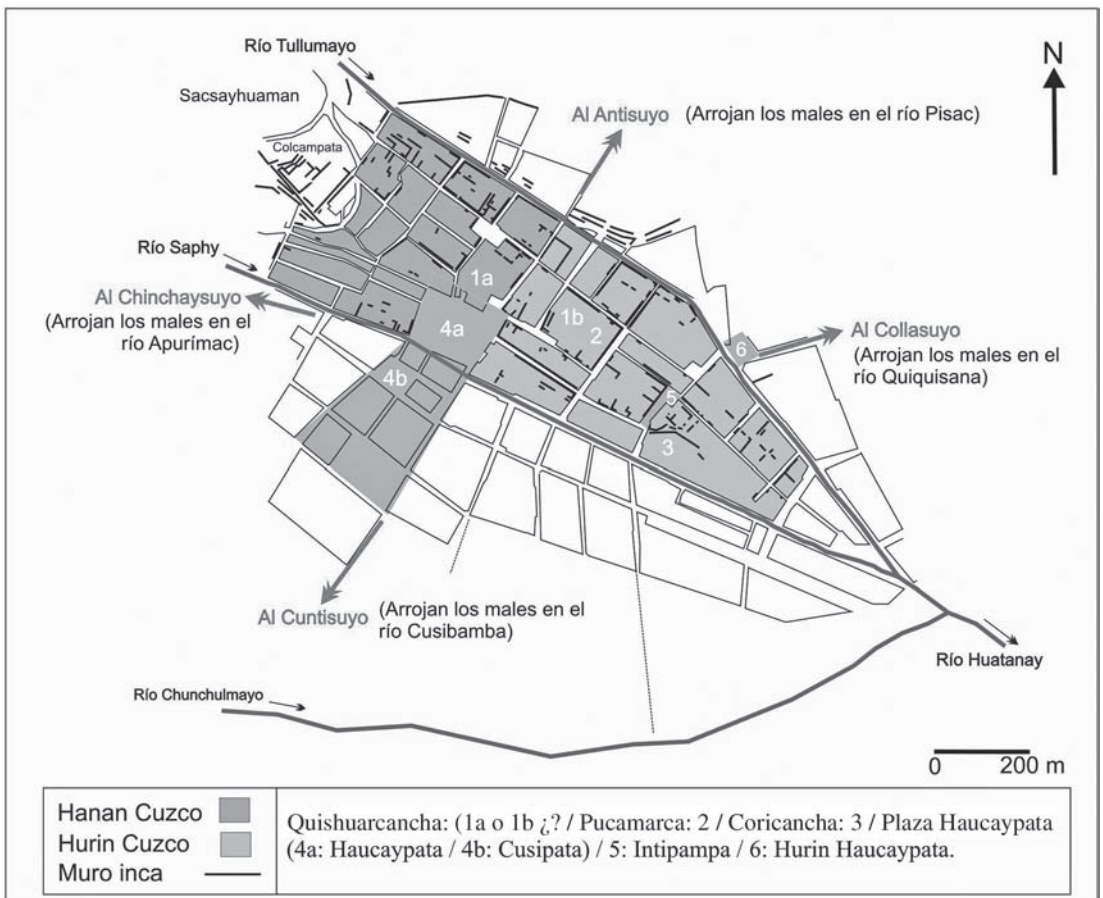 Río Tullumayo
N
Sacsayhuaman
Al Antisuyo (Arrojan los males en el río Pisac)
Colcampata
Río Saphy
1a
Al Chinchaysuyo
(Arrojan los males en el
río Apurímac)
4a
1b
2
6
Al Collasuyo
(Arrojan los males en el
río Quiquisana)
4b
5
3
Al Cuntisuyo
(Arrojan los males en el
río Cusibamba)
Río Huatanay
Río Chunchulmayo
0 200 m
Hanan Cuzco
Hurin Cuzco
Muro inca
Quishuarcancha: (1a o 1b ¿? / Pucamarca: 2 / Coricancha: 3 / Plaza Haucaypata
(4a: Haucaypata / 4b: Cusipata) / 5: Intipampa / 6: Hurin Haucaypata.